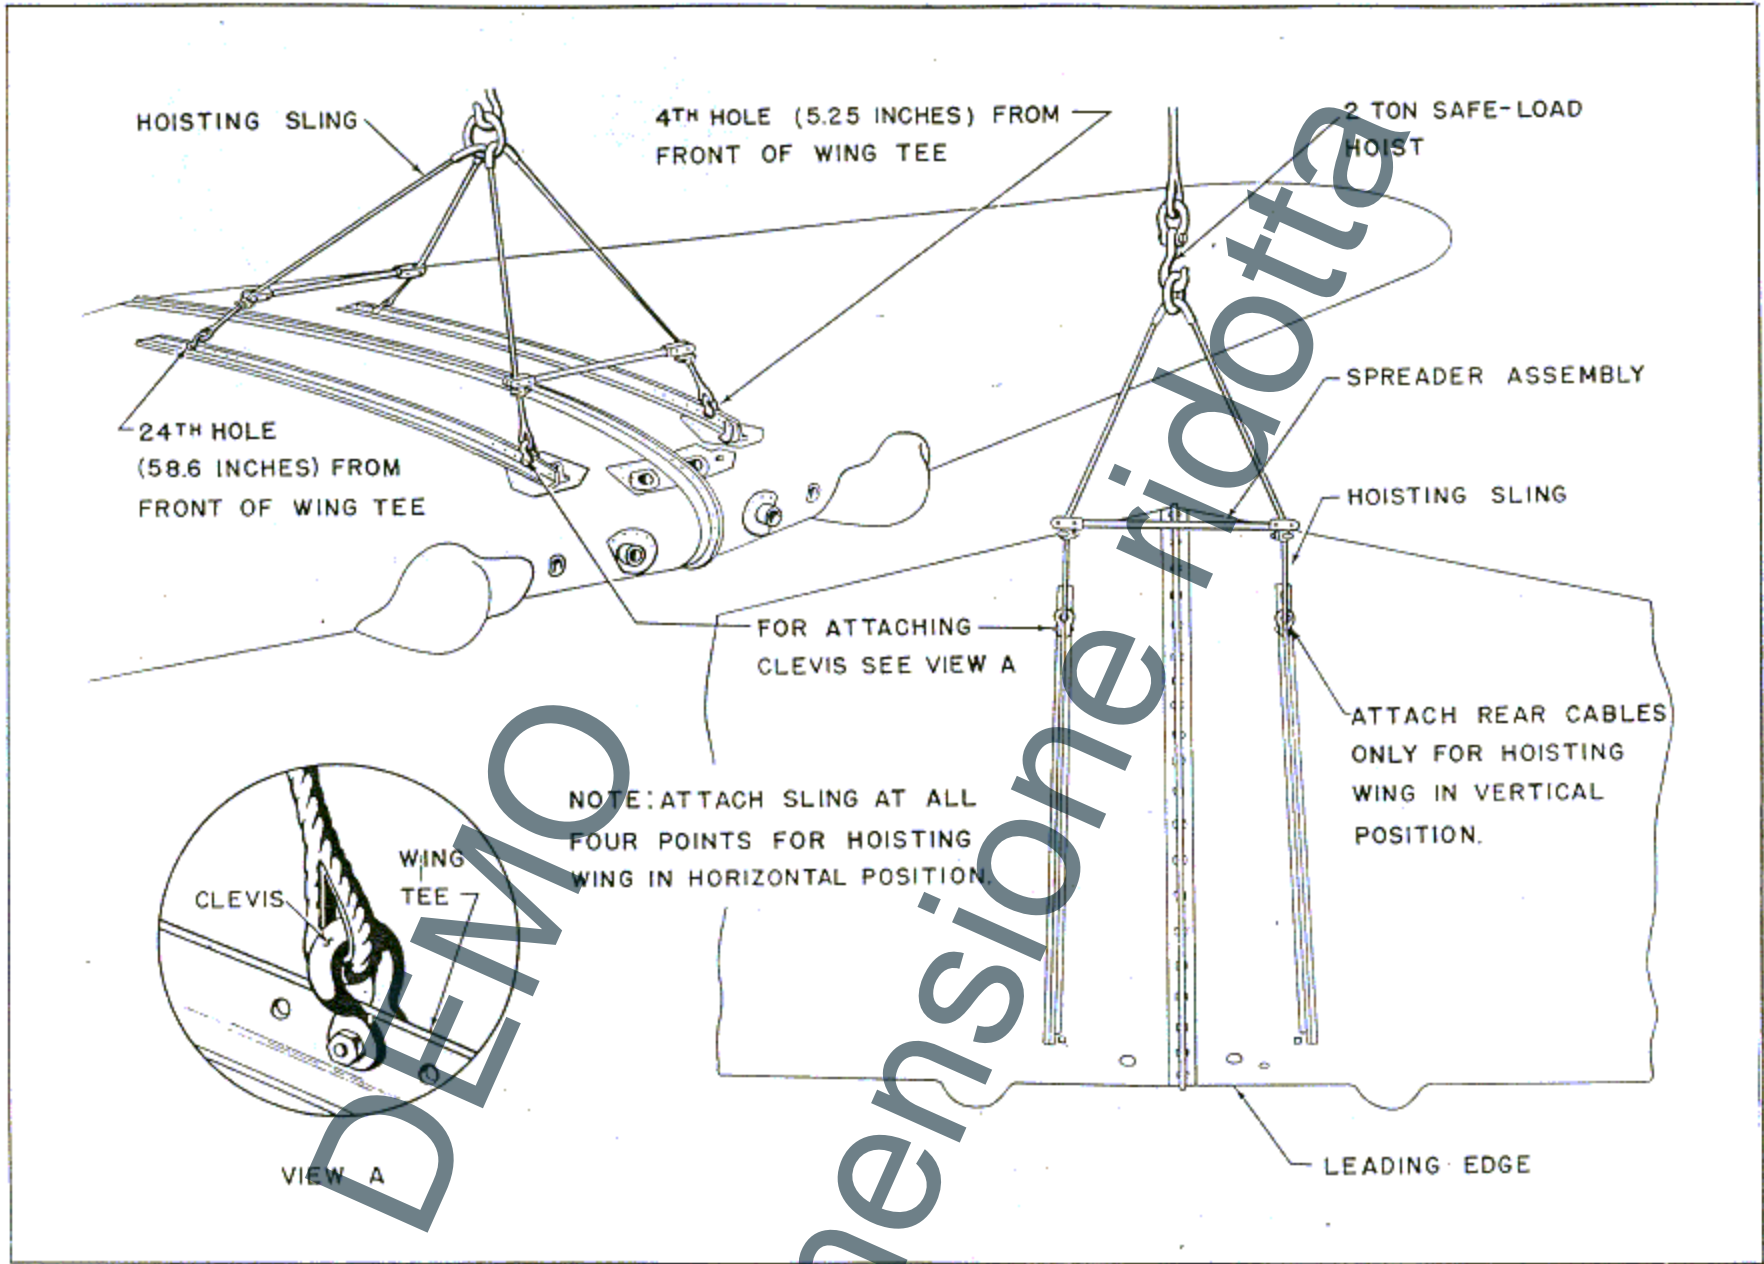 HOISTING SLING
4TH HOLE (5.25 INCHES) FROM
FRONT OF WING TEE
2 TON SAFE-LOAD
HOIST
SPREADER ASSEMBLY
24TH HOLE
(58.6 INCHES) FROM
FRONT OF WING TEE
HOISTING SLING
FOR ATTACHING
CLEVIS SEE VIEW A
ATTACH REAR CABLES
ONLY FOR HOISTING
WING IN VERTICAL
POSITION.
NOTE: ATTACH SLING AT ALL
FOUR POINTS FOR HOISTING
WING IN HORIZONTAL POSITION.
WING
TEE
CLEVIS
VIEW A
LEADING EDGE
DEMO
ridotta